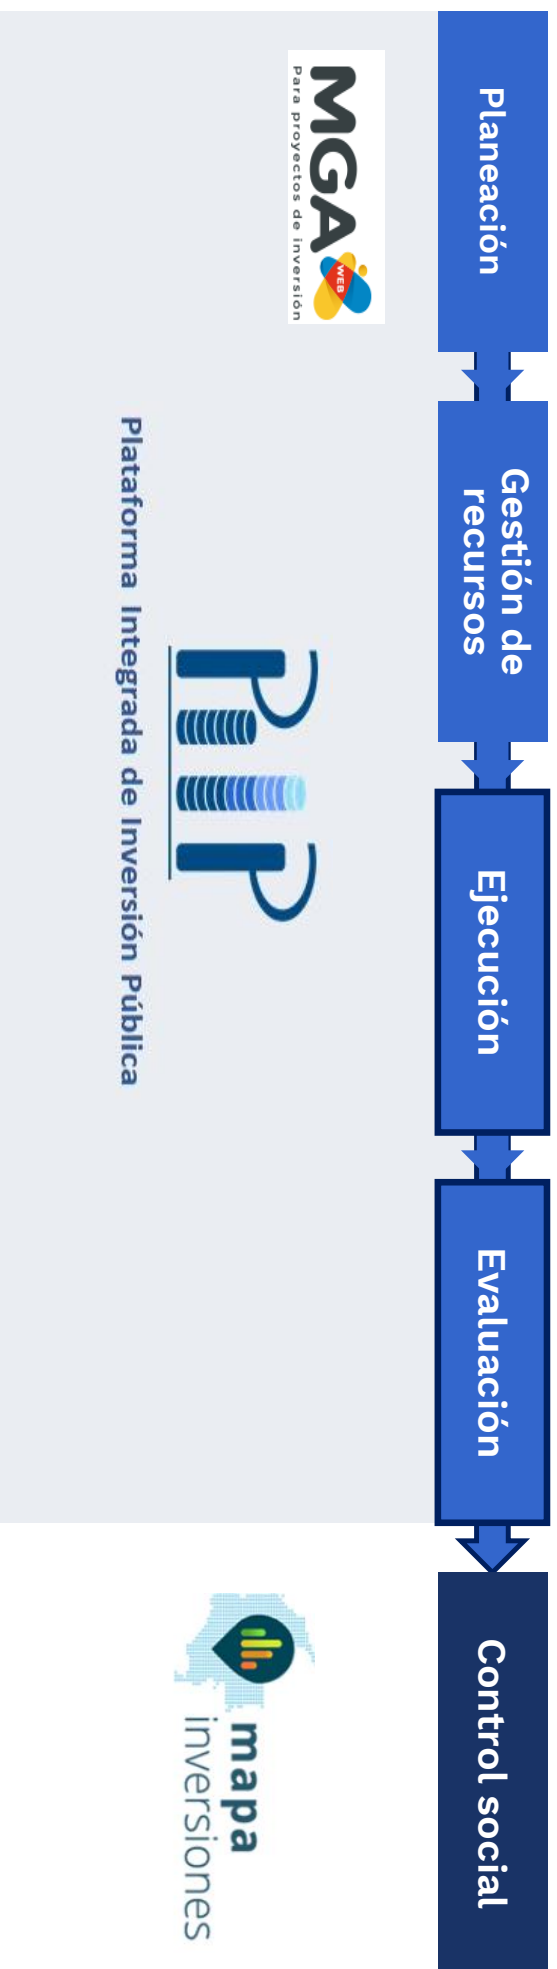 Planeación
Gestión de
recursos
Ejecución
Evaluación
Control social
MGA
WEB
Para proyectos de inversión
PIIP
Plataforma Integrada de Inversión Pública
mapa
inversiones